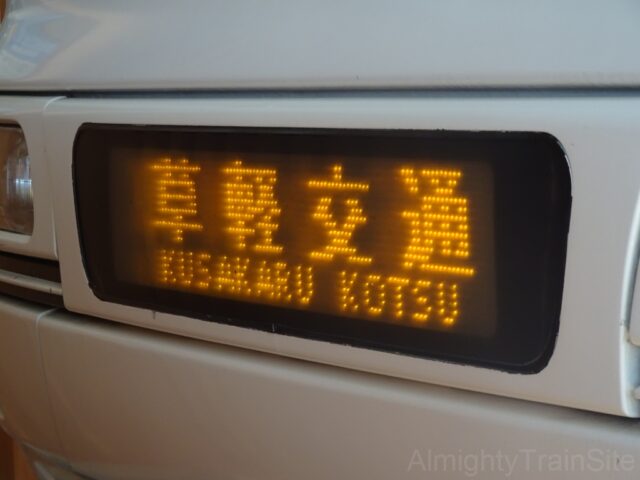 草軽交通
KUSAKARU KOTSU
AlmightyTrainSite